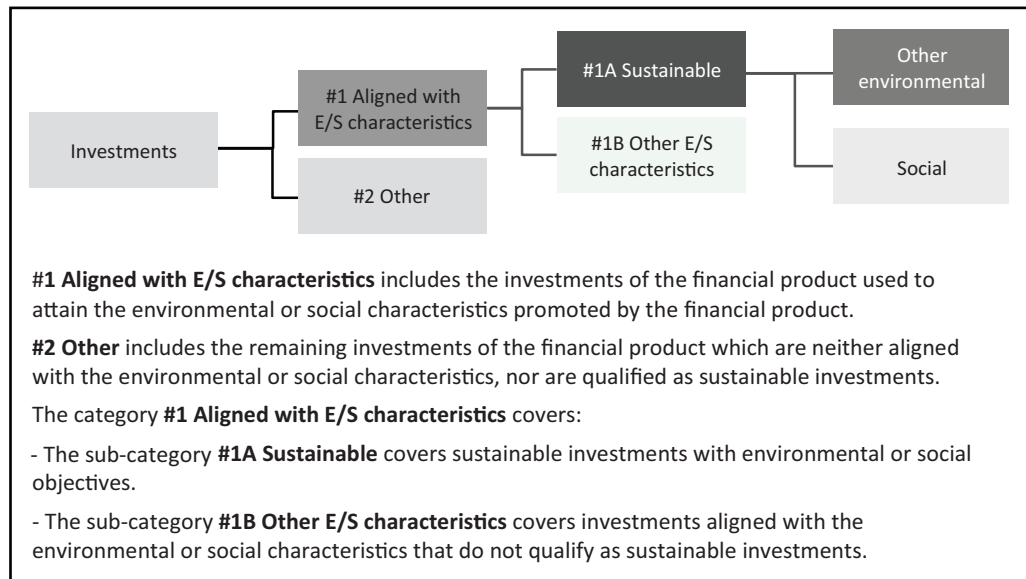 Investments
#1 Aligned with
E/S characteristics
#2 Other
#1A Sustainable
#1B Other E/S
characteristics
Other
environmental
Social
#1 Aligned with E/S characteristics includes the investments of the financial product used to
attain the environmental or social characteristics promoted by the financial product.
#2 Other includes the remaining investments of the financial product which are neither aligned
with the environmental or social characteristics, nor are qualified as sustainable investments.
The category #1 Aligned with E/S characteristics covers:
- The sub-category #1A Sustainable covers sustainable investments with environmental or social
objectives.
- The sub-category #1B Other E/S characteristics covers investments aligned with the
environmental or social characteristics that do not qualify as sustainable investments.